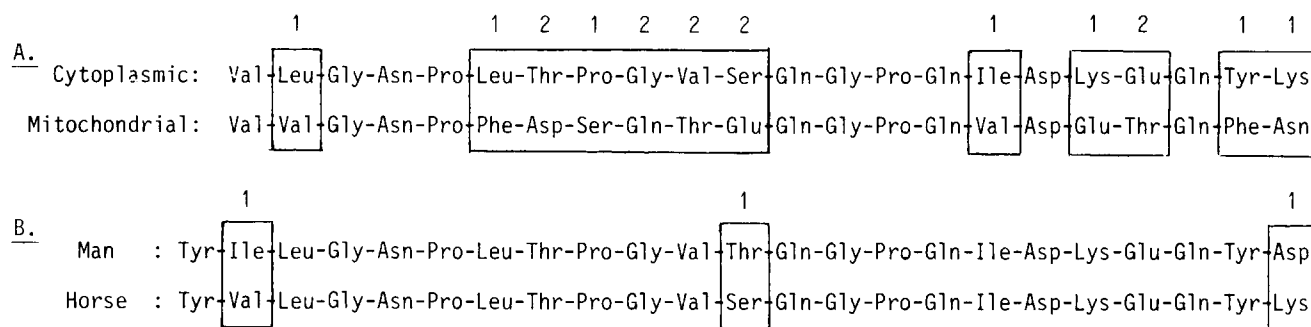 1 1 2 1 2 2 2 1 1 2 1 1
A.
Cytoplasmic: Val-Leu-Gly-Asn-Pro-Leu-Thr-Pro-Gly-Val-Ser-Gln-Gly-Pro-Gln-Ile-Asp-Lys-Glu-Gln-Tyr-Lys
Mitochondrial: Val-Val-Gly-Asn-Pro-Phe-Asp-Ser-Gln-Thr-Glu-Gln-Gly-Pro-Gln-Val-Asp-Glu-Thr-Gln-Phe-Asn
1 1 1
B.
Man : Tyr-Ile-Leu-Gly-Asn-Pro-Leu-Thr-Pro-Gly-Val-Thr-Gln-Gly-Pro-Gln-Ile-Asp-Lys-Glu-Gln-Tyr-Asp
Horse : Tyr-Val-Leu-Gly-Asn-Pro-Leu-Thr-Pro-Gly-Val-Ser-Gln-Gly-Pro-Gln-Ile-Asp-Lys-Glu-Gln-Tyr-Lys